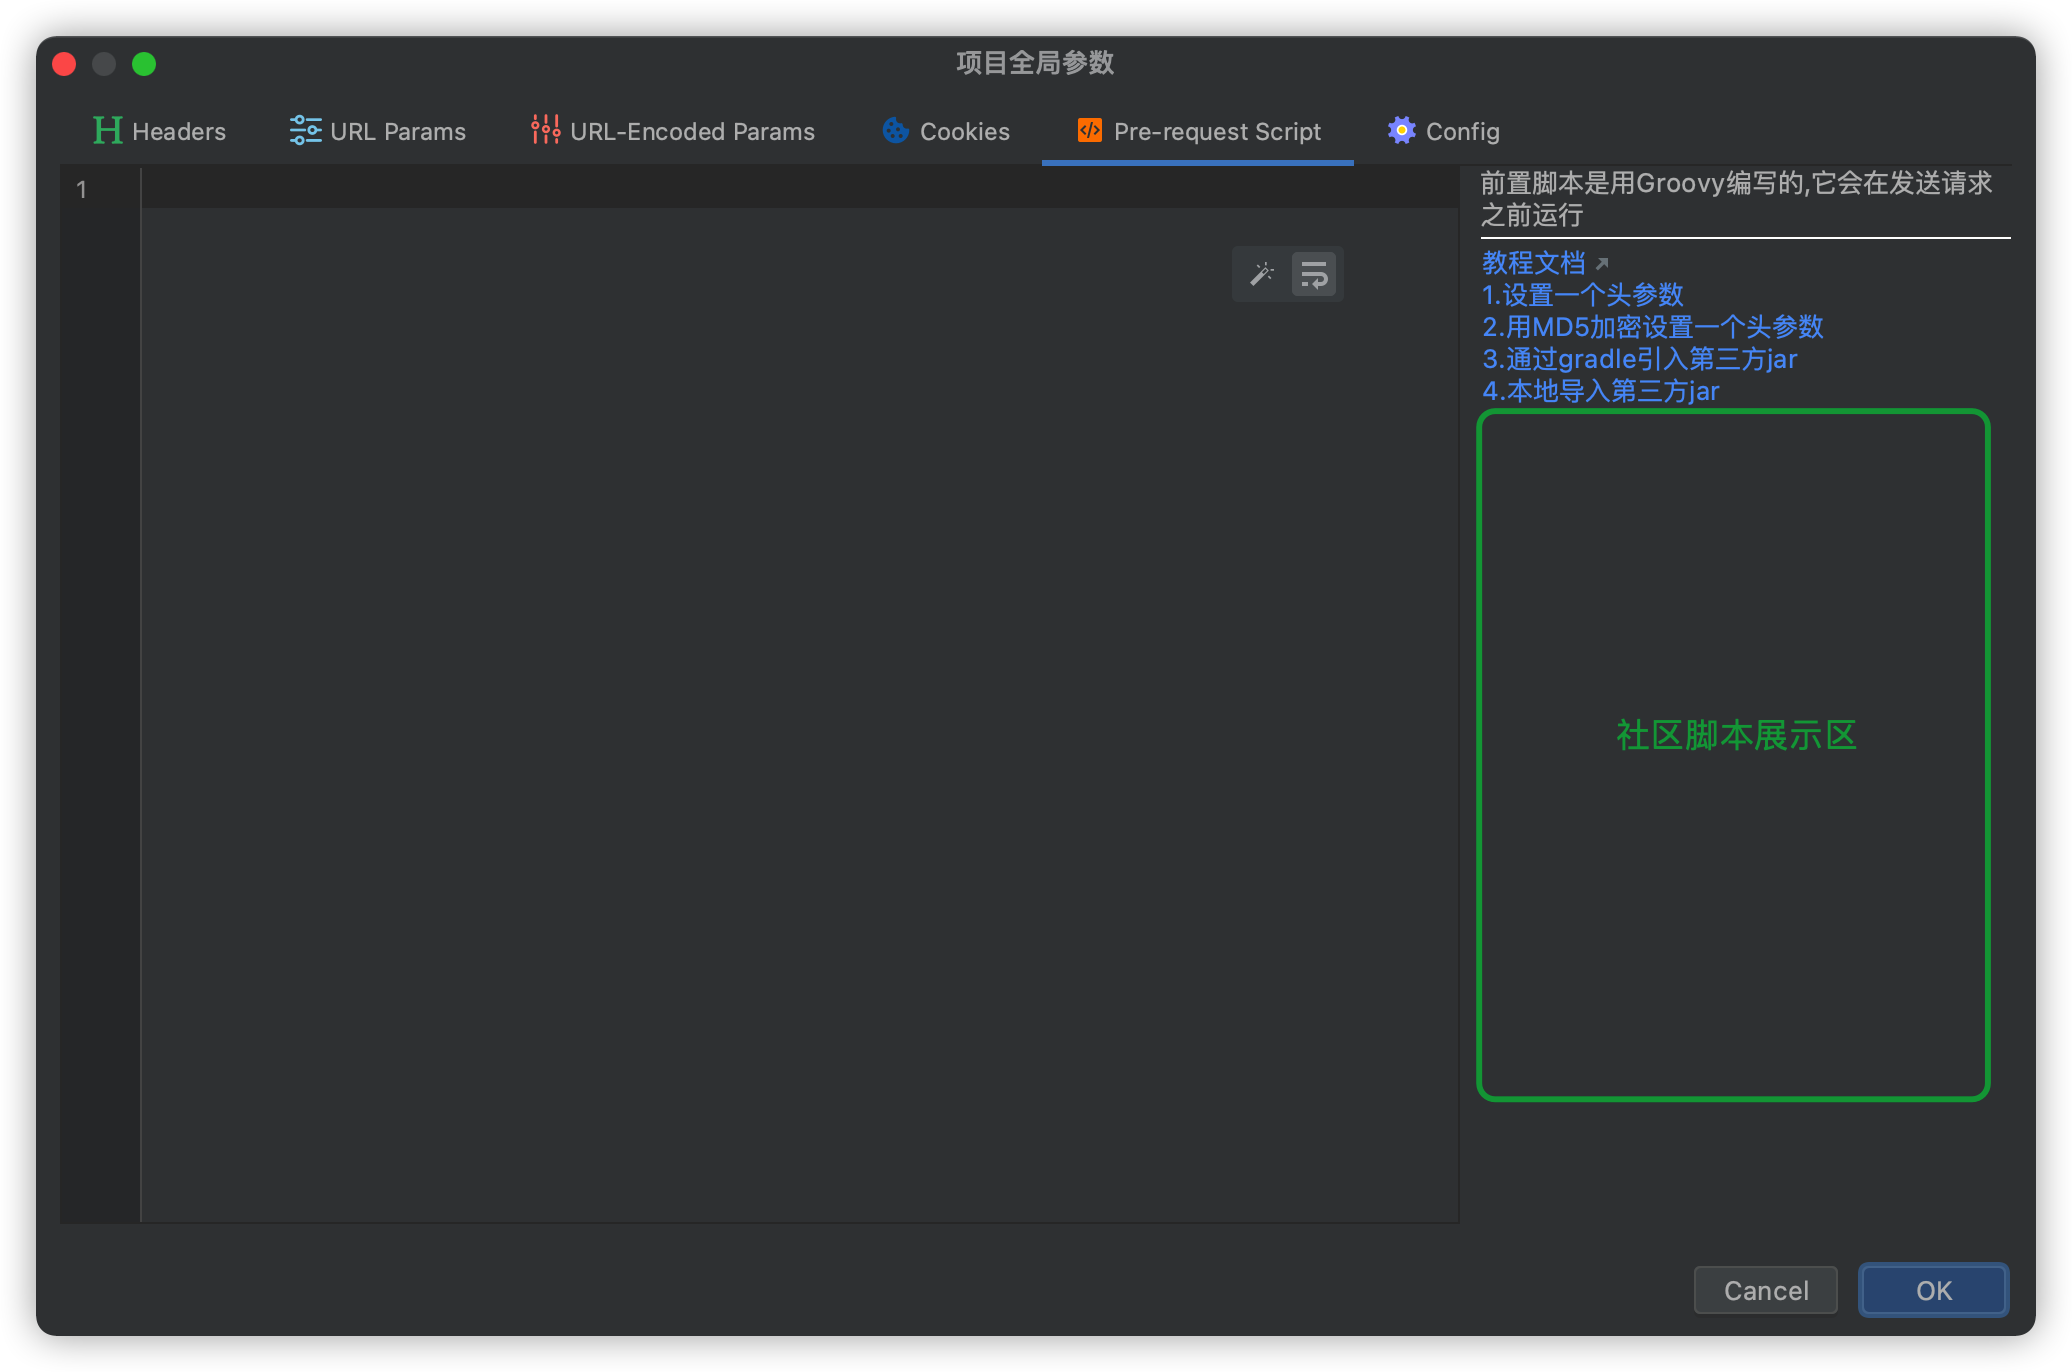 项目全局参数
Headers
URL Params
URL-Encoded Params
Cookies
Pre-request Script
Config
1
前置脚本是用Groovy编写的,它会在发送请求
之前运行
教程文档
1.设置一个头参数
2.用MD5加密设置一个头参数
3.通过gradle引入第三方jar
4.本地导入第三方jar
社区脚本展示区
Cancel
OK